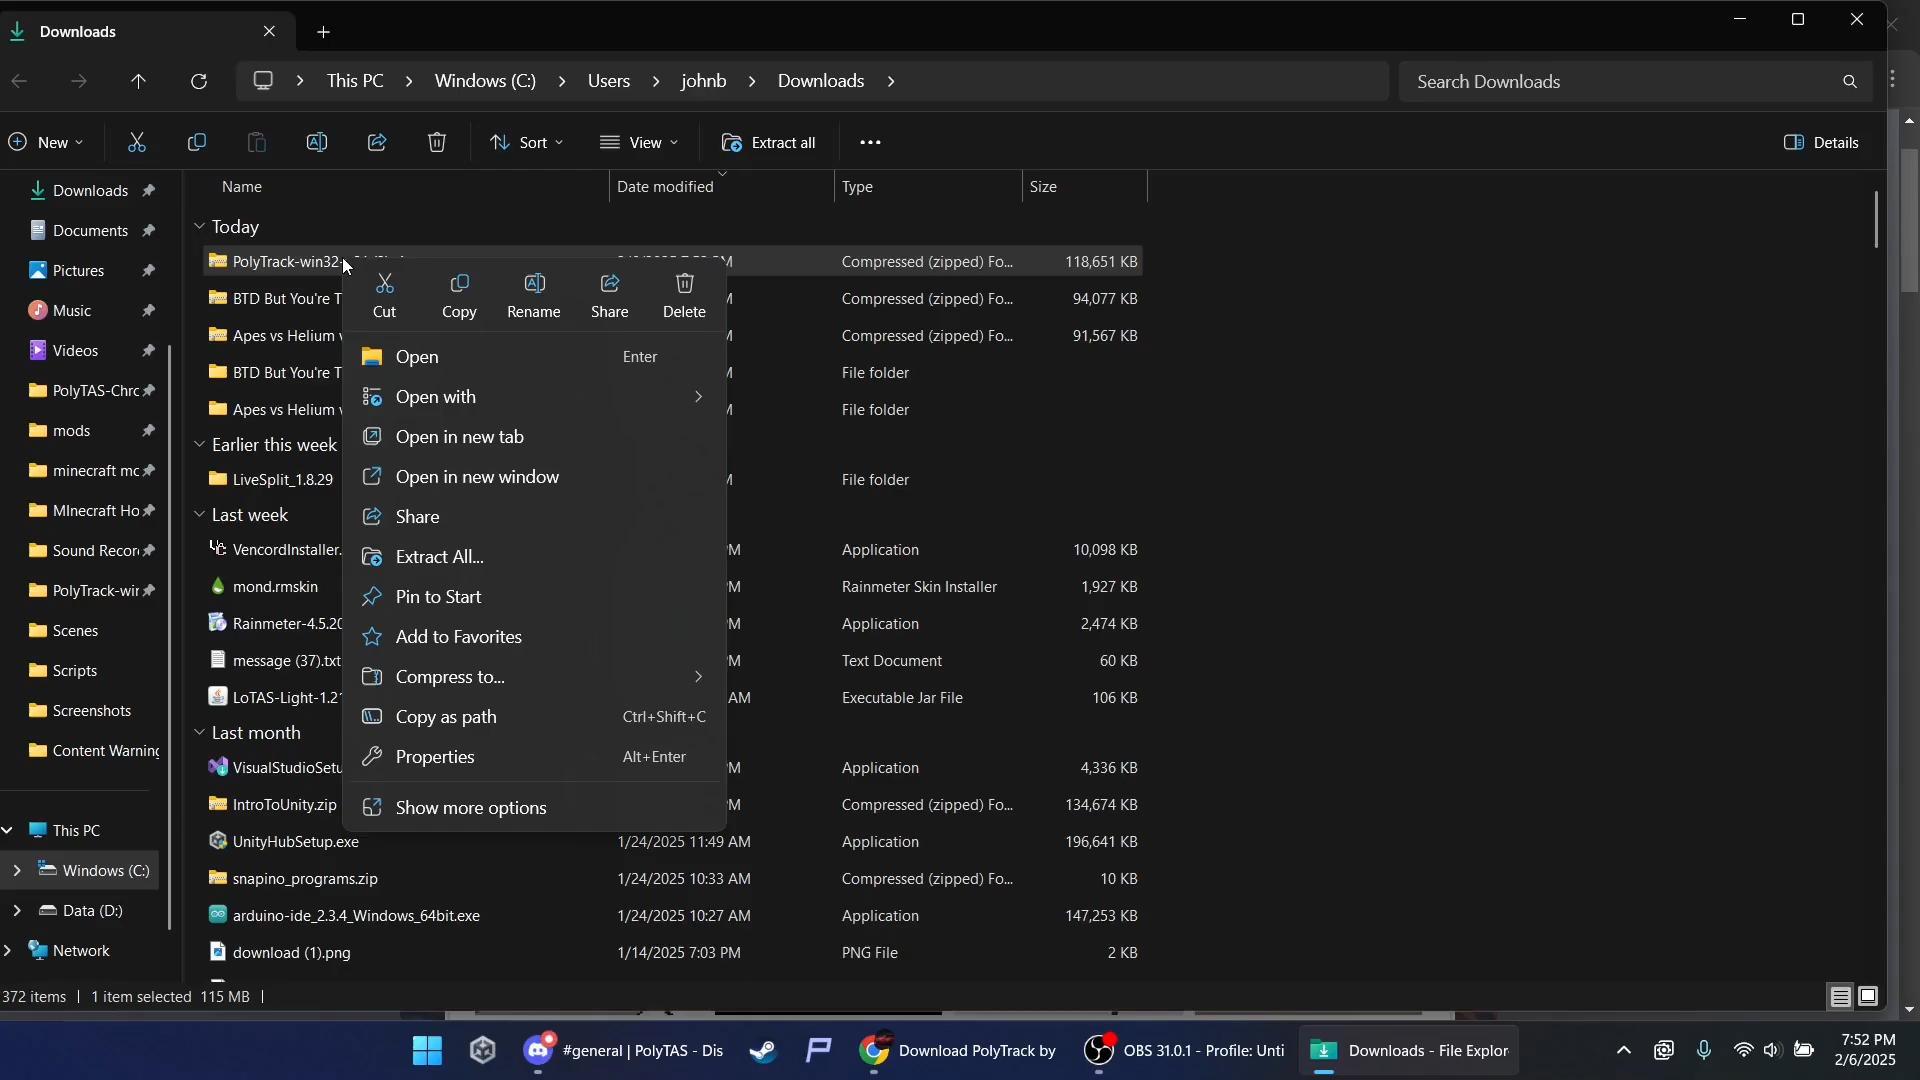 Downloads
This PC > Windows (C:) > Users > johnb > Downloads >
Search Downloads
New
Sort
View
Extract all
Details
Name
Date modified
Type
Size
Downloads
Documents
Pictures
Music
Videos
PolyTAS-Chrc
mods
minecraft mc
MInecraft Ho
Sound Recor
PolyTrack-wir
Scenes
Scripts
Screenshots
Content Warning
This PC
Windows (C:)
Data (D:)
Network
Today
PolyTrack-win32- Compressed (zipped) Fo... 118,651 KB
BTD But You're T Compressed (zipped) Fo... 94,077 KB
Apes vs Helium Compressed (zipped) Fo... 91,567 KB
BTD But You're T File folder
Apes vs Helium File folder
Earlier this week
LiveSplit_1.8.29 File folder
Last week
VencordInstaller. Application 10,098 KB
mond.rmskin Rainmeter Skin Installer 1,927 KB
Rainmeter-4.5.20 Application 2,474 KB
message (37).txt Text Document 60 KB
LoTAS-Light-1.21 AM Executable Jar File 106 KB
Last month
VisualStudioSetu Application 4,336 KB
IntroToUnity.zip Compressed (zipped) Fo... 134,674 KB
UnityHubSetup.exe 1/24/2025 11:49 AM Application 196,641 KB
snapino_programs.zip 1/24/2025 10:33 AM Compressed (zipped) Fo... 10 KB
arduino-ide_2.3.4_Windows_64bit.exe 1/24/2025 10:27 AM Application 147,253 KB
download (1).png 1/14/2025 7:03 PM PNG File 2 KB
Cut
Copy
Rename
Share
Delete
Open Enter
Open with
Open in new tab
Open in new window
Share
Extract All...
Pin to Start
Add to Favorites
Compress to...
Copy as path Ctrl+Shift+C
Properties Alt+Enter
Show more options
372 items | 1 item selected 115 MB |
#general | PolyTAS - Dis
Download PolyTrack by
OBS 31.0.1 - Profile: Unti
Downloads - File Explor
7:52 PM
2/6/2025